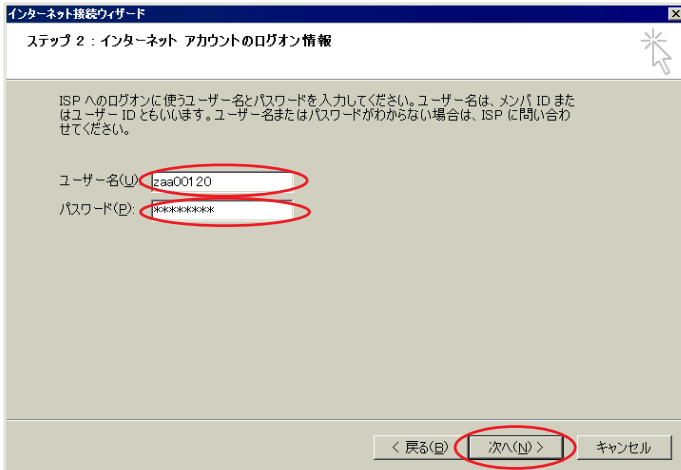 インターネット接続ウィザード
ステップ 2 : インターネット アカウントのログオン情報
ISP へのログオンに使うユーザー名とパスワードを入力してください。ユーザー名は、メンバ ID また
はユーザー ID ともいいます。ユーザー名またはパスワードがわからない場合は、ISP に問い合わ
せてください。
ユーザー名(U) zaa00120
パスワード(P): ********
< 戻る(B) 次へ(N) > キャンセル